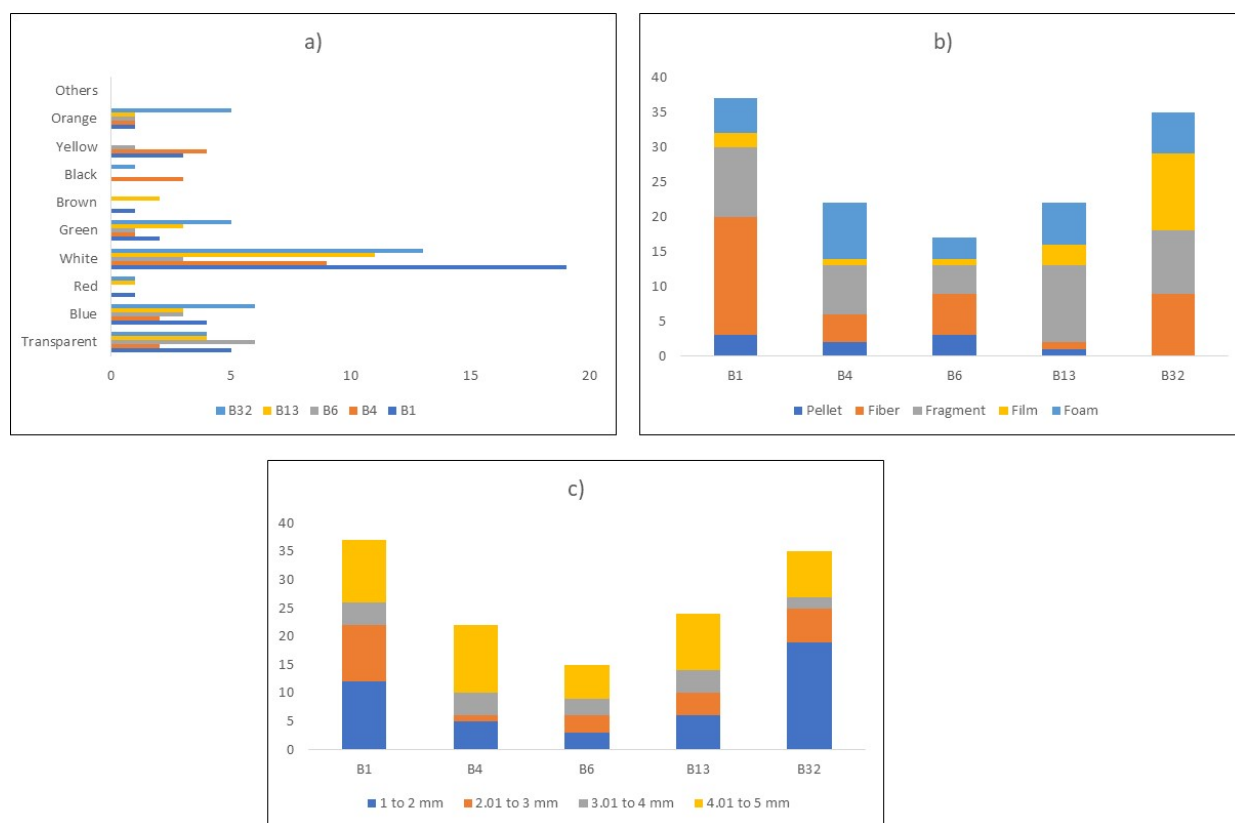 a)
Others
Orange
Yellow
Black
Brown
Green
White
Red
Blue
Transparent
0 5 10 15 20
B32 B13 B6 B4 B1
b)
40
35
30
25
20
15
10
5
0
B1 B4 B6 B13 B32
Pellet Fiber Fragment Film Foam
c)
40
35
30
25
20
15
10
5
0
B1 B4 B6 B13 B32
1 to 2 mm 2.01 to 3 mm 3.01 to 4 mm 4.01 to 5 mm